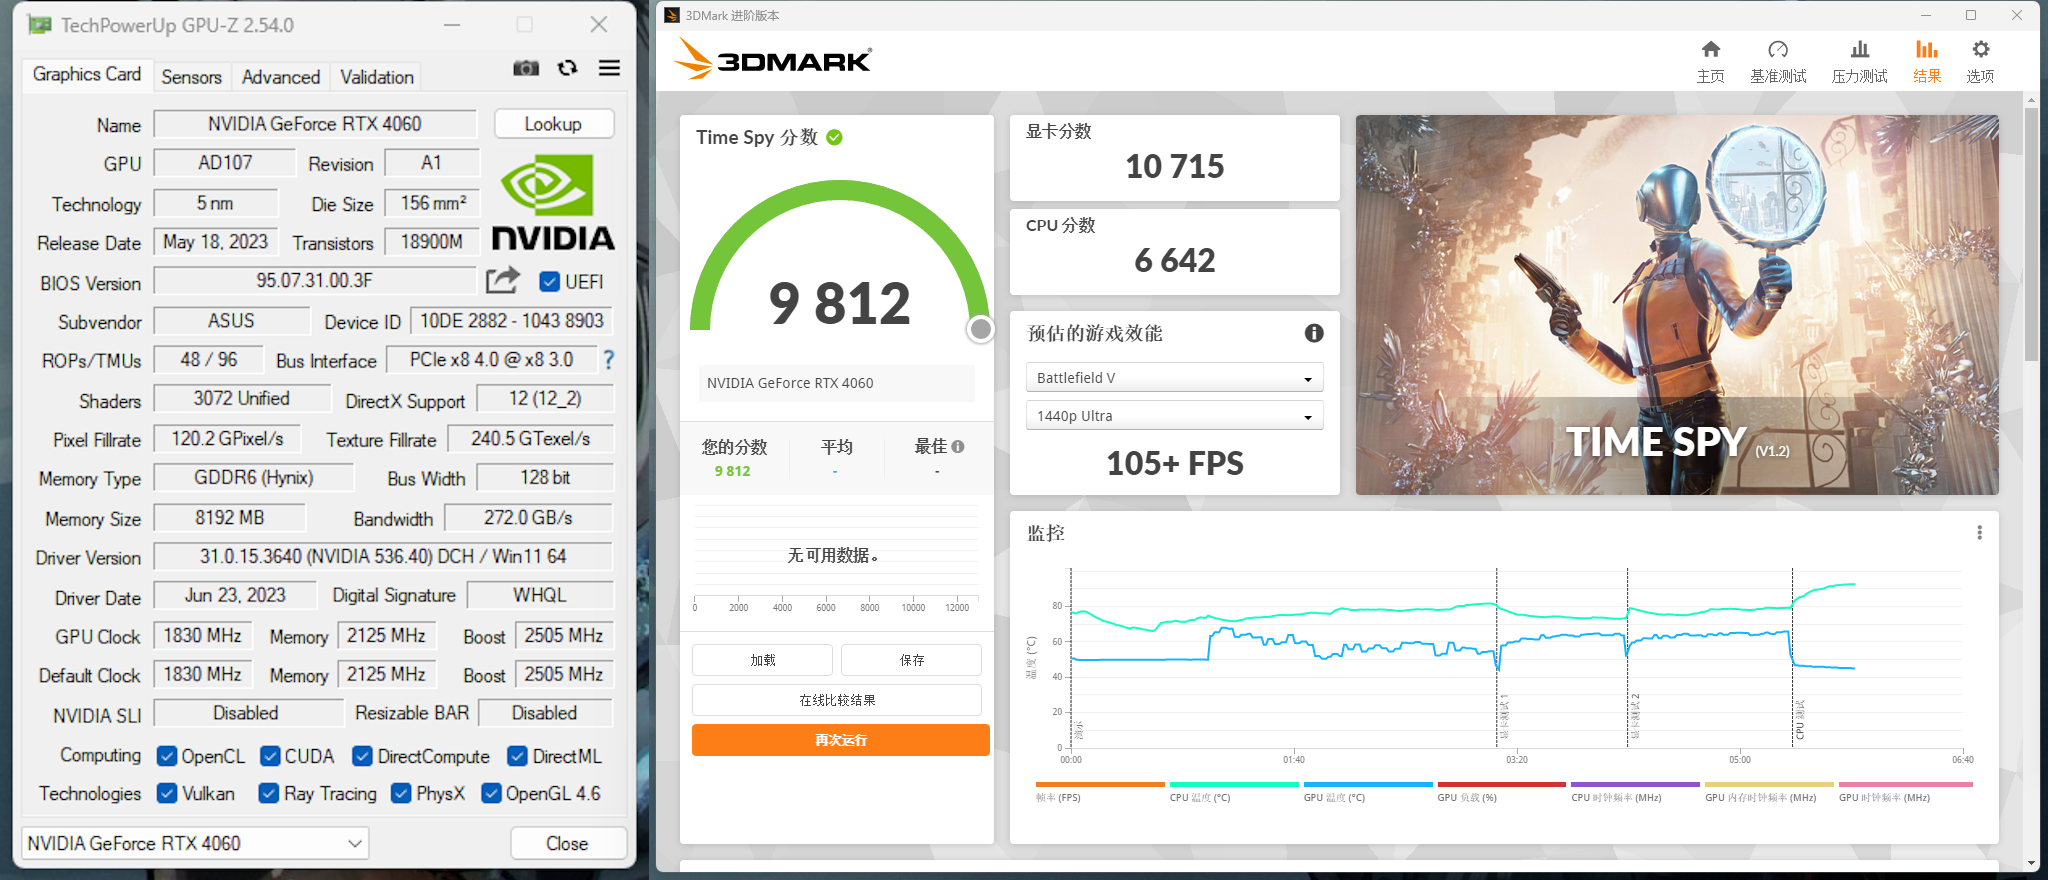 TechPowerUp GPU-Z 2.54.0
Graphics Card Sensors Advanced Validation
Name NVIDIA GeForce RTX 4060 Lookup
GPU AD107 Revision A1
Technology 5 nm Die Size 156 mm²
Release Date May 18, 2023 Transistors 18900M
NVIDIA
BIOS Version 95.07.31.00.3F UEFI
Subvendor ASUS Device ID 10DE 2882 - 1043 8903
ROPs/TMUs 48 / 96 Bus Interface PCIe x8 4.0 @ x8 3.0 ?
Shaders 3072 Unified DirectX Support 12 (12_2)
Pixel Fillrate 120.2 GPixel/s Texture Fillrate 240.5 GTexel/s
Memory Type GDDR6 (Hynix) Bus Width 128 bit
Memory Size 8192 MB Bandwidth 272.0 GB/s
Driver Version 31.0.15.3640 (NVIDIA 536.40) DCH / Win11 64
Driver Date Jun 23, 2023 Digital Signature WHQL
GPU Clock 1830 MHz Memory 2125 MHz Boost 2505 MHz
Default Clock 1830 MHz Memory 2125 MHz Boost 2505 MHz
NVIDIA SLI Disabled Resizable BAR Disabled
Computing OpenCL CUDA DirectCompute DirectML
Technologies Vulkan Ray Tracing PhysX OpenGL 4.6
NVIDIA GeForce RTX 4060 Close
3DMark 进阶版本
3DMARK®
主页 基准测试 压力测试 结果 选项
Time Spy 分数
9 812
NVIDIA GeForce RTX 4060
您的分数 平均 最佳
9 812 - -
无可用数据。
0 2000 4000 6000 8000 10000 12000
加载 保存
在线比较结果
再次运行
显卡分数
10 715
CPU 分数
6 642
预估的游戏效能
Battlefield V
1440p Ultra
105+ FPS
TIME SPY (V1.2)
监控
温度 (°C)
80
60
40
20
0
演示
显卡测试 1
显卡测试 2
CPU 测试
00:00 01:40 03:20 05:00 06:40
帧率 (FPS) CPU 温度 (°C) GPU 温度 (°C) GPU 负载 (%) CPU 时钟频率 (MHz) GPU 内存时钟频率 (MHz) GPU 时钟频率 (MHz)